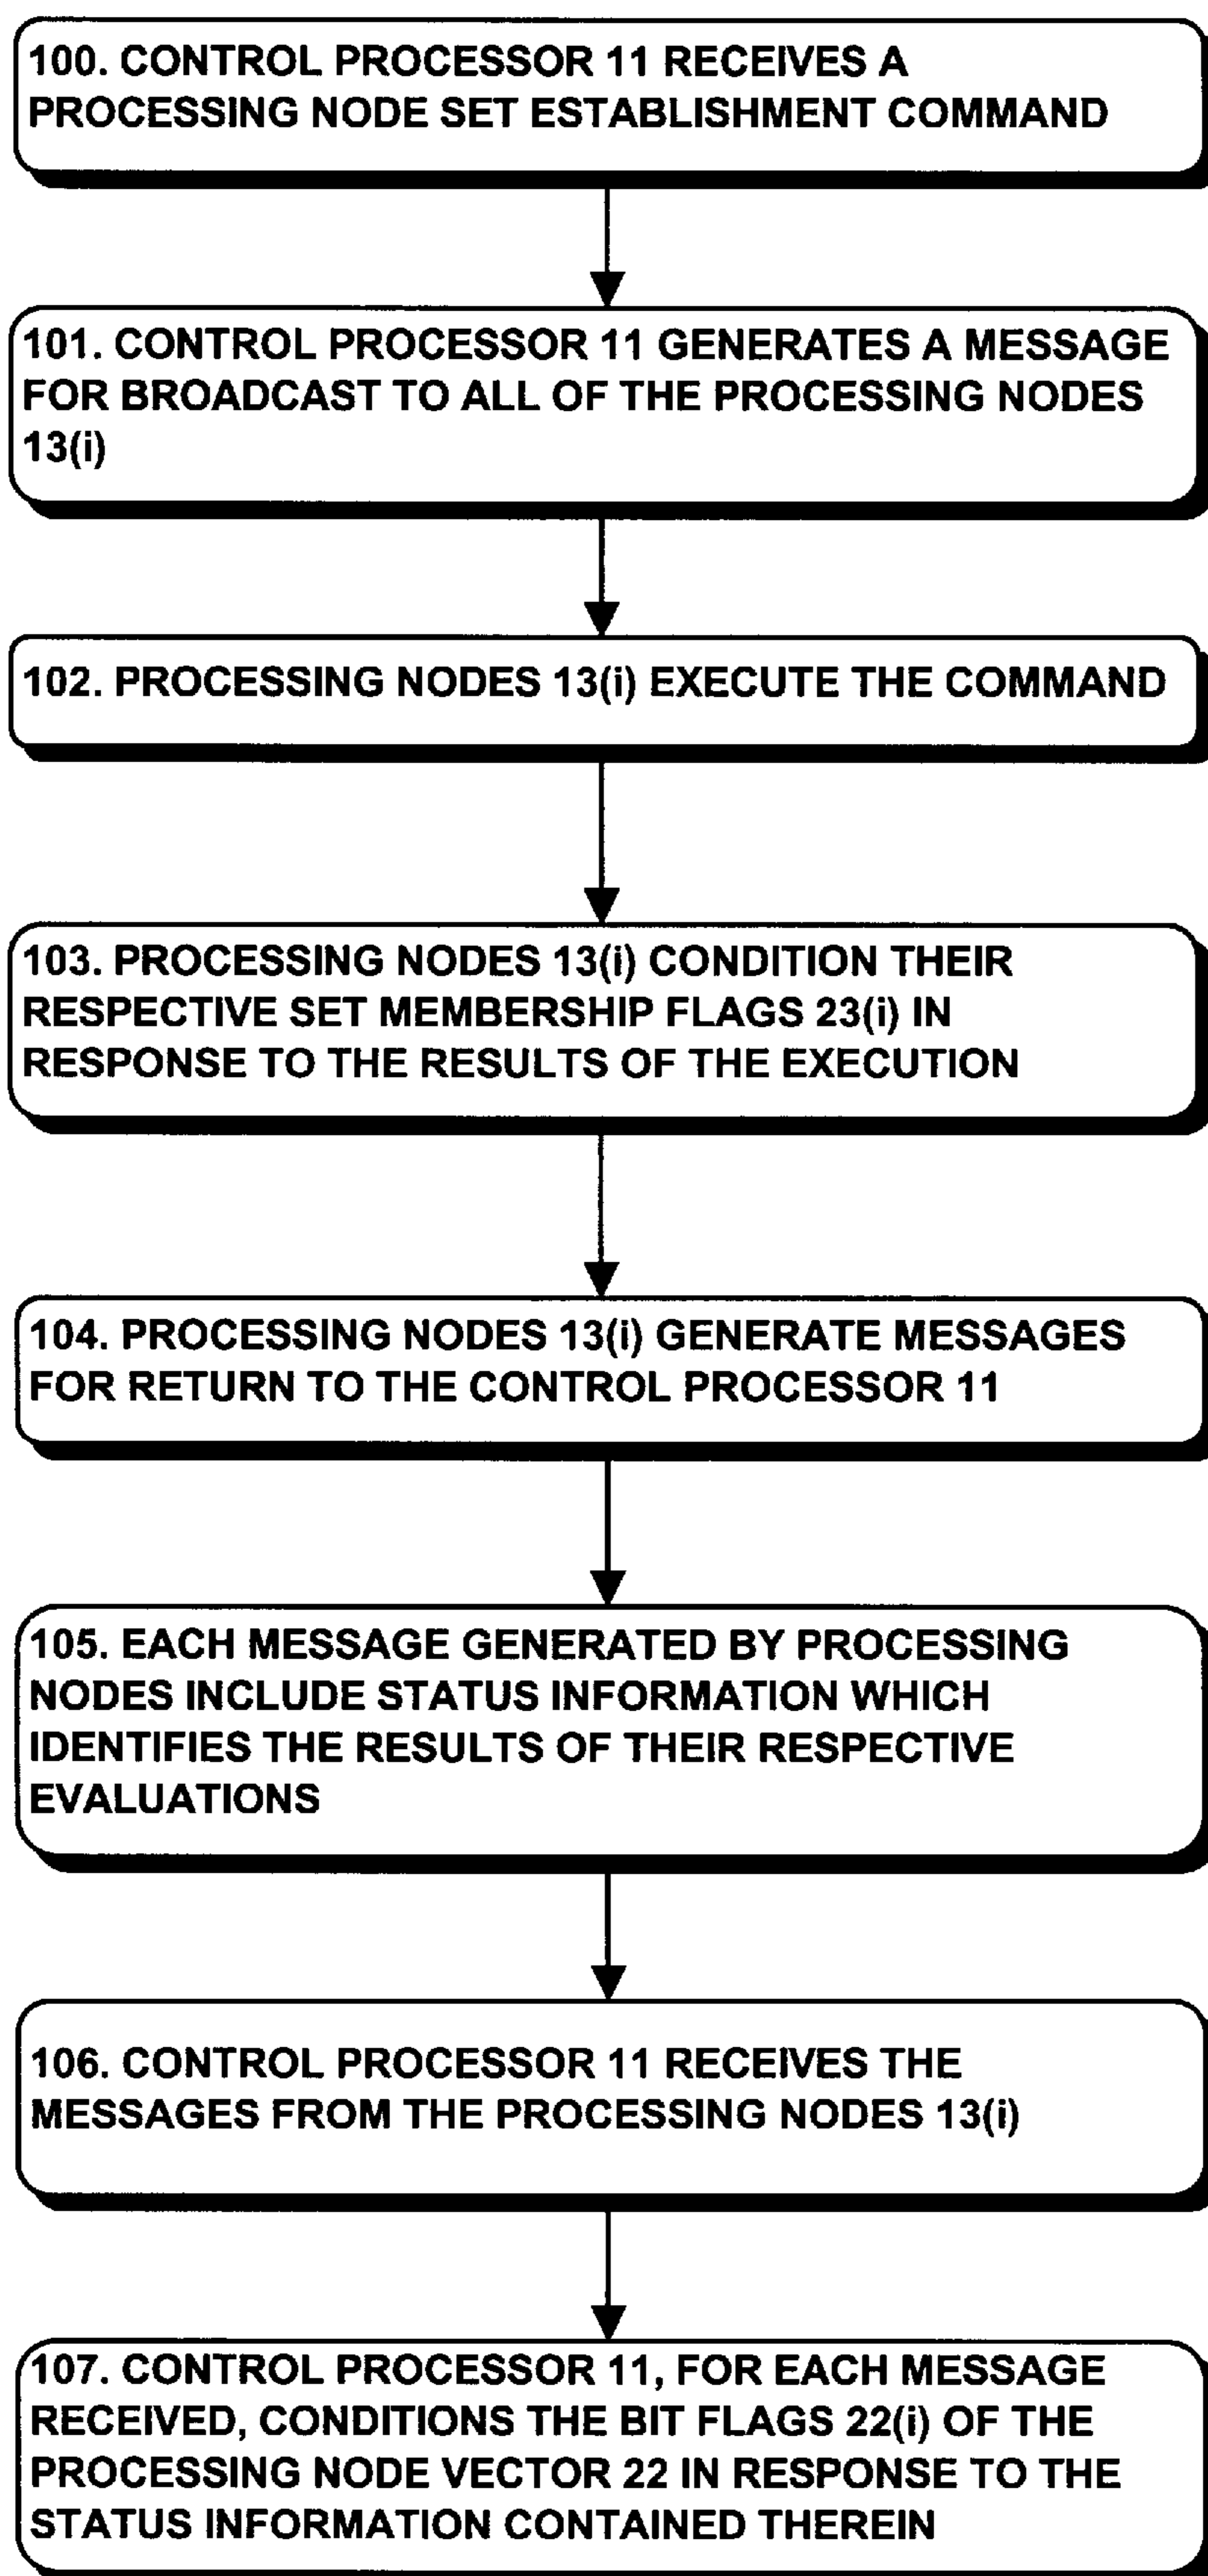 100. CONTROL PROCESSOR 11 RECEIVES A
PROCESSING NODE SET ESTABLISHMENT COMMAND
101. CONTROL PROCESSOR 11 GENERATES A MESSAGE
FOR BROADCAST TO ALL OF THE PROCESSING NODES
13(i)
102. PROCESSING NODES 13(i) EXECUTE THE COMMAND
103. PROCESSING NODES 13(i) CONDITION THEIR
RESPECTIVE SET MEMBERSHIP FLAGS 23(i) IN
RESPONSE TO THE RESULTS OF THE EXECUTION
104. PROCESSING NODES 13(i) GENERATE MESSAGES
FOR RETURN TO THE CONTROL PROCESSOR 11
105. EACH MESSAGE GENERATED BY PROCESSING
NODES INCLUDE STATUS INFORMATION WHICH
IDENTIFIES THE RESULTS OF THEIR RESPECTIVE
EVALUATIONS
106. CONTROL PROCESSOR 11 RECEIVES THE
MESSAGES FROM THE PROCESSING NODES 13(i)
107. CONTROL PROCESSOR 11, FOR EACH MESSAGE
RECEIVED, CONDITIONS THE BIT FLAGS 22(i) OF THE
PROCESSING NODE VECTOR 22 IN RESPONSE TO THE
STATUS INFORMATION CONTAINED THEREIN